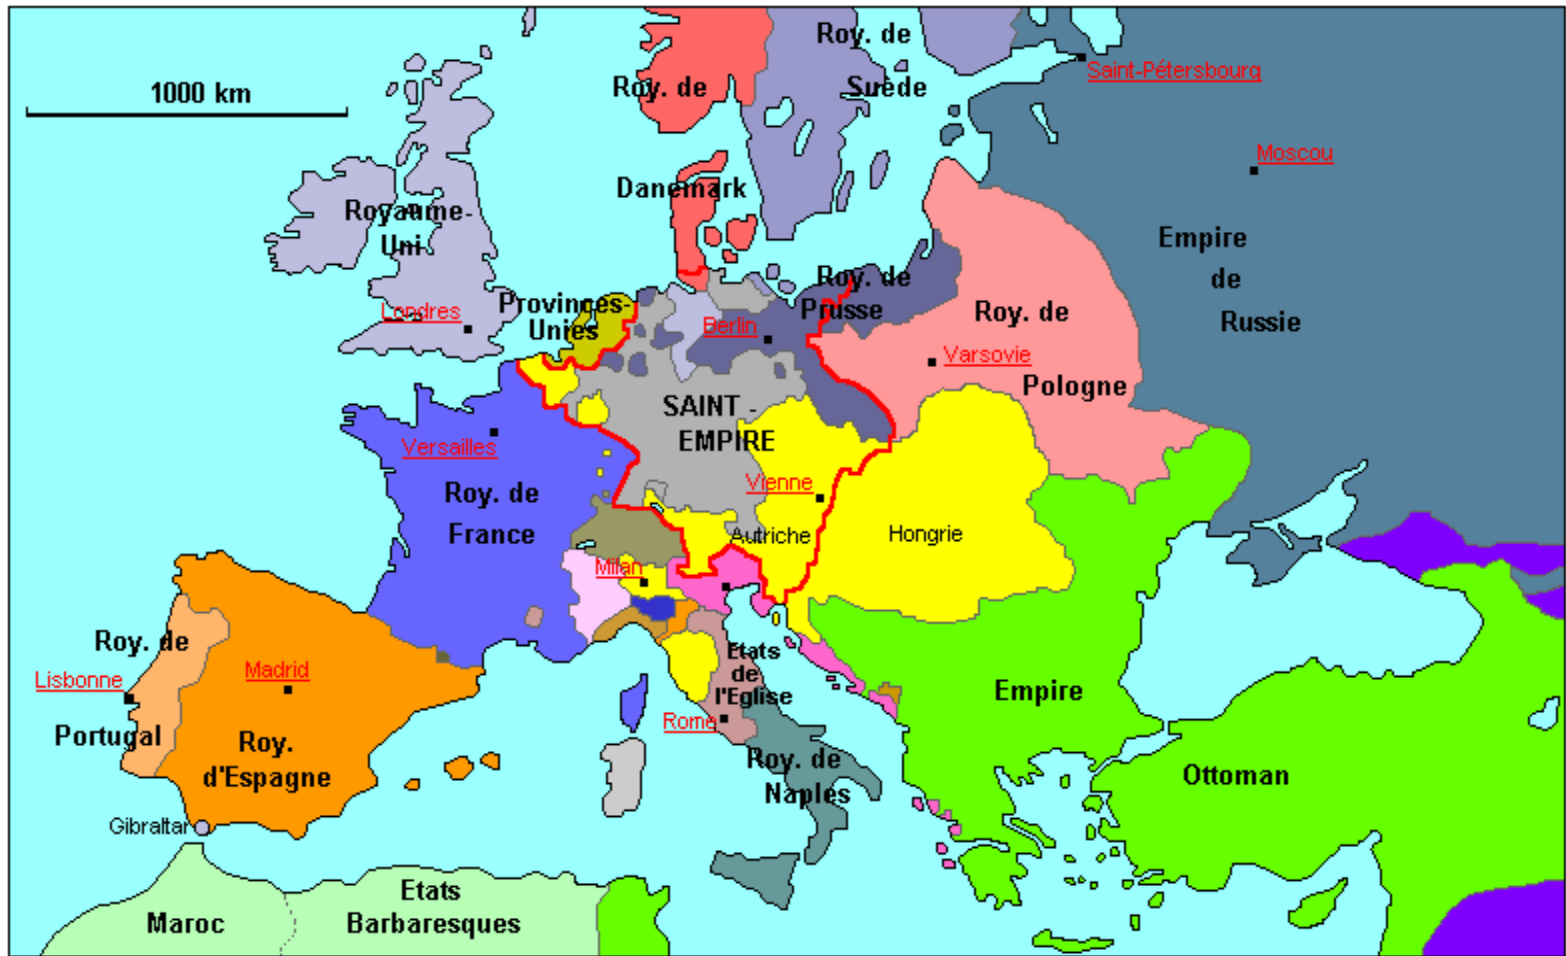 1000 km
Roy. de
Suède
Roy. de
Danemark
Saint-Pétersbourg
Moscou
Royaume-
Uni
Londres
Provinces-
Unies
Roy. de
Prusse
Berlin
Empire
de
Russie
Roy. de
Pologne
Varsovie
SAINT -
EMPIRE
Versailles
Roy. de
France
Vienne
Autriche
Hongrie
Milan
Roy. de
Portugal
Lisbonne
Madrid
Roy.
d'Espagne
Gibraltar
Etats
de
l'Eglise
Rome
Roy. de
Naples
Empire
Ottoman
Maroc
Etats
Barbaresques